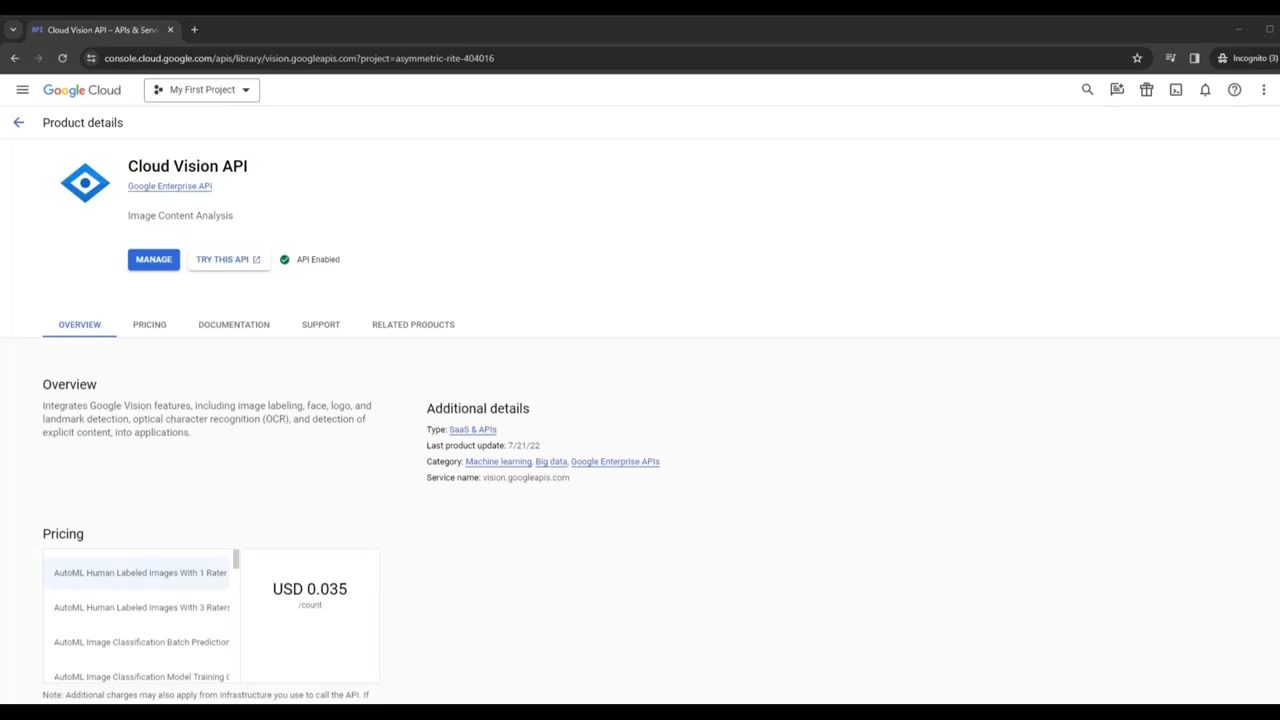 API Cloud Vision API – APIs & Serv
console.cloud.google.com/apis/library/vision.googleapis.com?project=asymmetric-rite-404016
Incognito (3)
Google Cloud
My First Project
Product details
Cloud Vision API
Google Enterprise API
Image Content Analysis
MANAGE
TRY THIS API
API Enabled
OVERVIEW
PRICING
DOCUMENTATION
SUPPORT
RELATED PRODUCTS
Overview
Integrates Google Vision features, including image labeling, face, logo, and
landmark detection, optical character recognition (OCR), and detection of
explicit content, into applications.
Additional details
Type: SaaS & APIs
Last product update: 7/21/22
Category: Machine learning, Big data, Google Enterprise APIs
Service name: vision.googleapis.com
Pricing
AutoML Human Labeled Images With 1 Rater
AutoML Human Labeled Images With 3 Raters
AutoML Image Classification Batch Prediction
AutoML Image Classification Model Training
USD 0.035
/count
Note: Additional charges may also apply from infrastructure you use to call the API. If